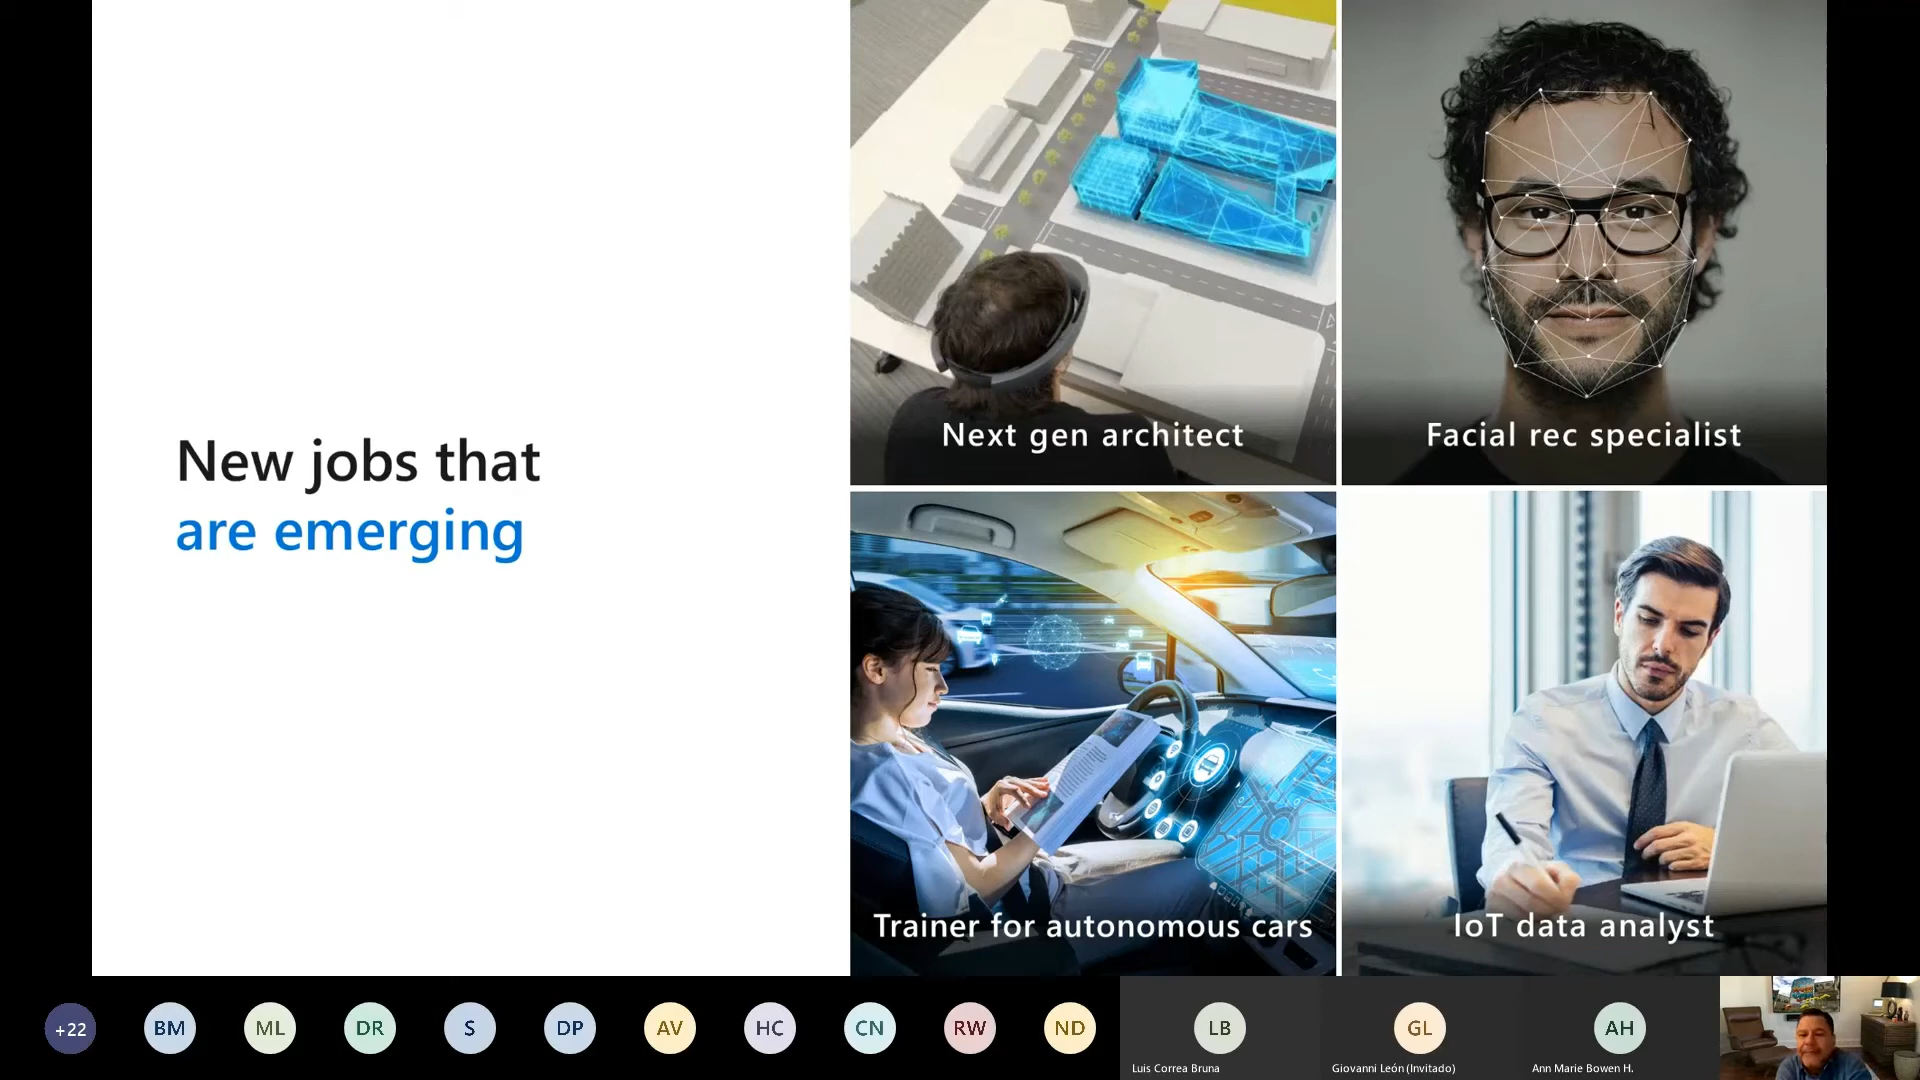 New jobs that
are emerging
Next gen architect
Facial rec specialist
Trainer for autonomous cars
IoT data analyst
+22
BM
ML
DR
S
DP
AV
HC
CN
RW
ND
LB
Luis Correa Bruna
GL
Giovanni León (Invitado)
AH
Ann Marie Bowen H.